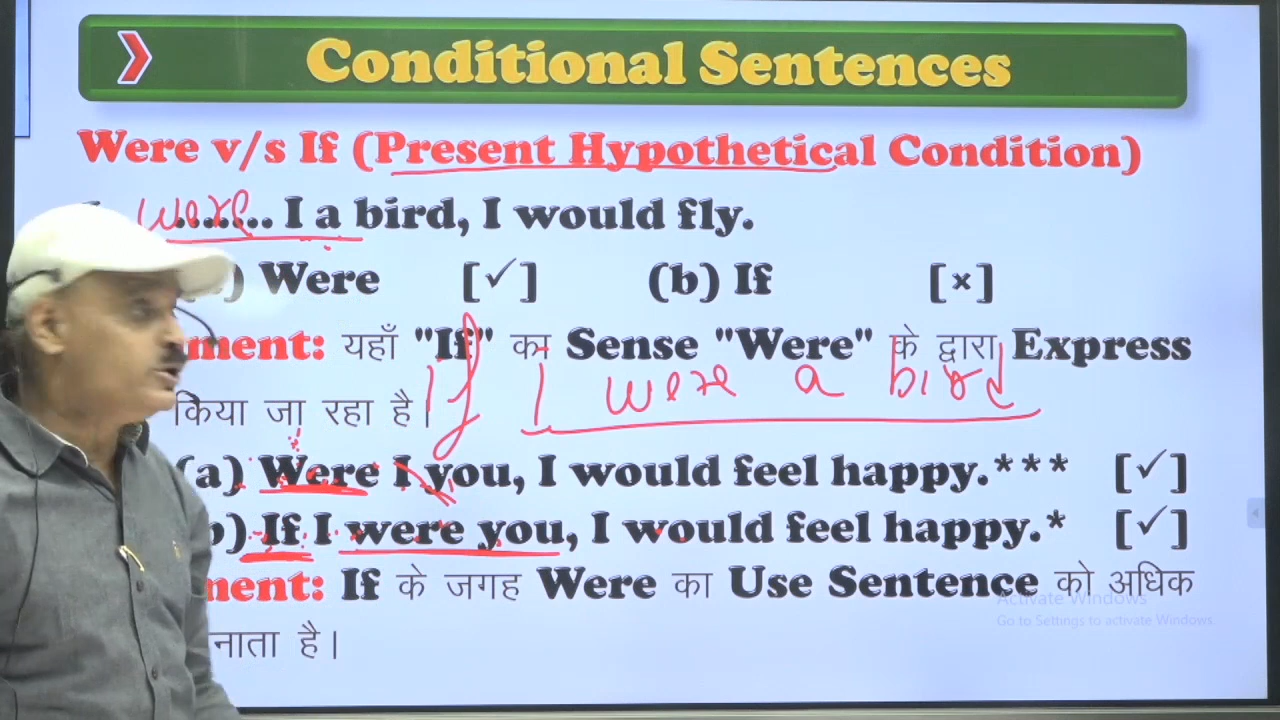 Conditional Sentences
Were v/s If (Present Hypothetical Condition)
were ........ I a bird, I would fly.
) Were [✓] (b) If [×]
ment: यहाँ "If" का Sense "Were" के द्वारा Express
If I were a bird
किया जा रहा है।
(a) Were I you, I would feel happy.*** [✓]
b) If I were you, I would feel happy.* [✓]
ment: If के जगह Were का Use Sentence को अधिक
नाता है।
Activate Windows
Go to Settings to activate Windows.